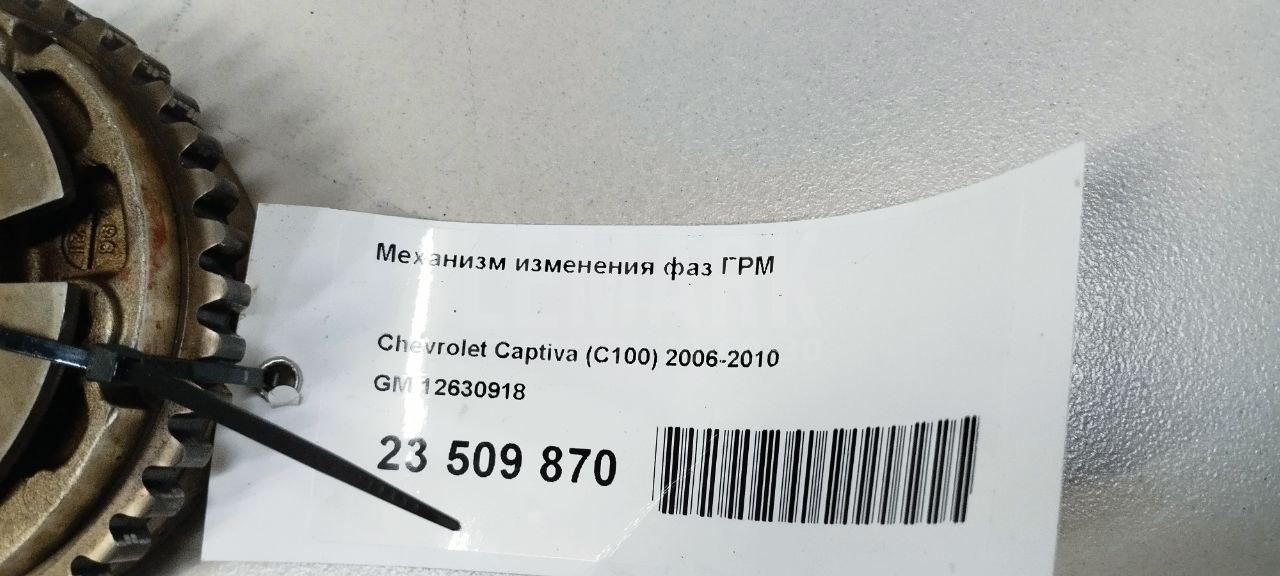 Механизм изменения фаз ГРМ
Chevrolet Captiva (C100) 2006-2010
GM 12630918
23 509 870